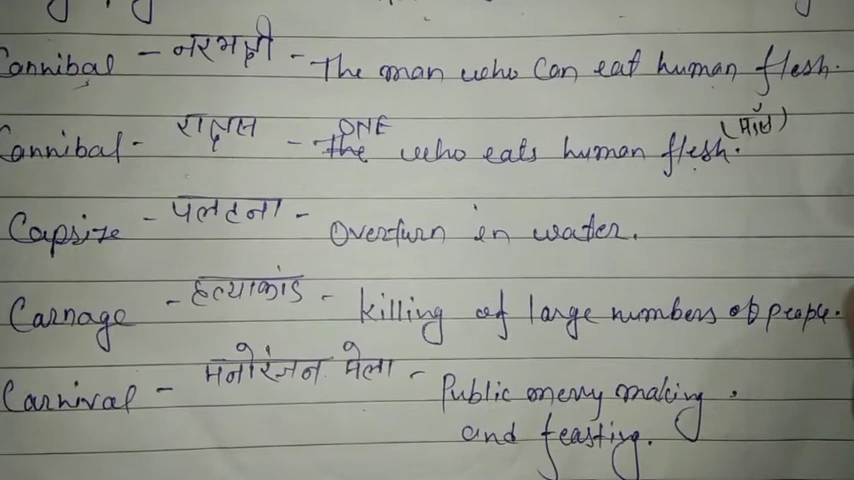 Cannibal - नरभक्षी - The man who can eat human flesh.
Cannibal - राक्षस - The ONE who eats human flesh. (माँस)
Capsize - पलटना - Overturn in water.
Carnage - हत्याकांड - killing of large numbers of people.
Carnival - मनोरंजन मेला - Public merry making.
and feasting.